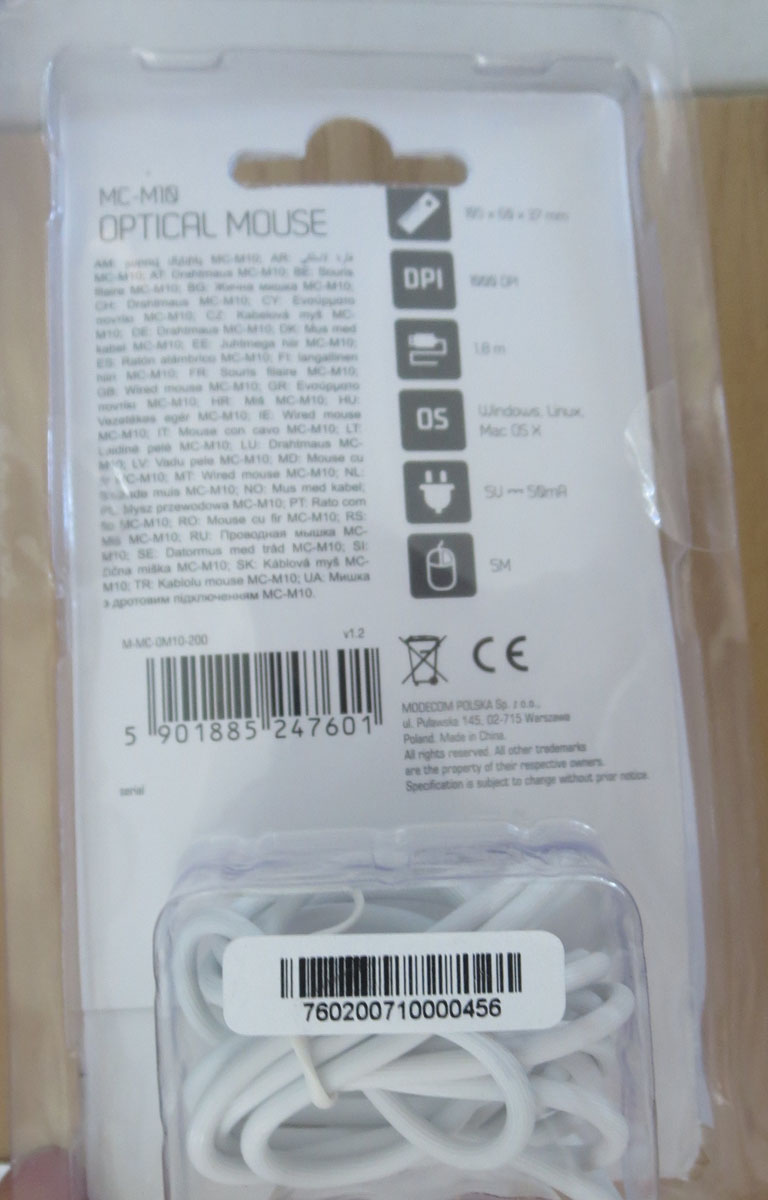 MC-M10
OPTICAL MOUSE
MC-M10; AR:
MC-M10; AT: Drahtmaus MC-M10; BE: Souris
filaire MC-M10; BG: Жична мишка MC-M10;
CH: Drahtmaus MC-M10; CY: Ενσύρματο
ποντίκι MC-M10; CZ: Kabelová myš MC-
M10; DE: Drahtmaus MC-M10; DK: Mus med
kabel MC-M10; EE: Juhtmega hiir MC-M10;
ES: Ratón alámbrico MC-M10; FI: langallinen
hiiri MC-M10; FR: Souris filaire MC-M10;
GB: Wired mouse MC-M10; GR: Ενσύρματο
ποντίκι MC-M10; HR: Miš MC-M10; HU:
Vezetékes egér MC-M10; IE: Wired mouse
MC-M10; IT: Mouse con cavo MC-M10; LT:
Laidinė pelė MC-M10; LU: Drahtmaus MC-
M10; LV: Vadu pele MC-M10; MD: Mouse cu
MC-M10; MT: Wired mouse MC-M10; NL:
muis MC-M10; NO: Mus med kabel;
PL: Mysz przewodowa MC-M10; PT: Rato com
fio MC-M10; RO: Mouse cu fir MC-M10; RS:
Miš MC-M10; RU: Проводная мышка MC-
M10; SE: Datormus med tråd MC-M10; SI:
žična miška MC-M10; SK: Káblová myš MC-
M10; TR: Kablolu mouse MC-M10; UA: Мишка
з дротовим підключенням MC-M10.
DPI
1000 DPI
1.8 m
OS
Windows, Linux,
Mac OS X
5V 50mA
5M
M-MC-0M10-200 v1.2
5 901885 247601
serial
CE
MODECOM POLSKA Sp. z o.o.,
ul. Puławska 145, 02-715 Warszawa
Poland. Made in China.
All rights reserved. All other trademarks
are the property of their respective owners.
Specification is subject to change without prior notice.
760200710000456